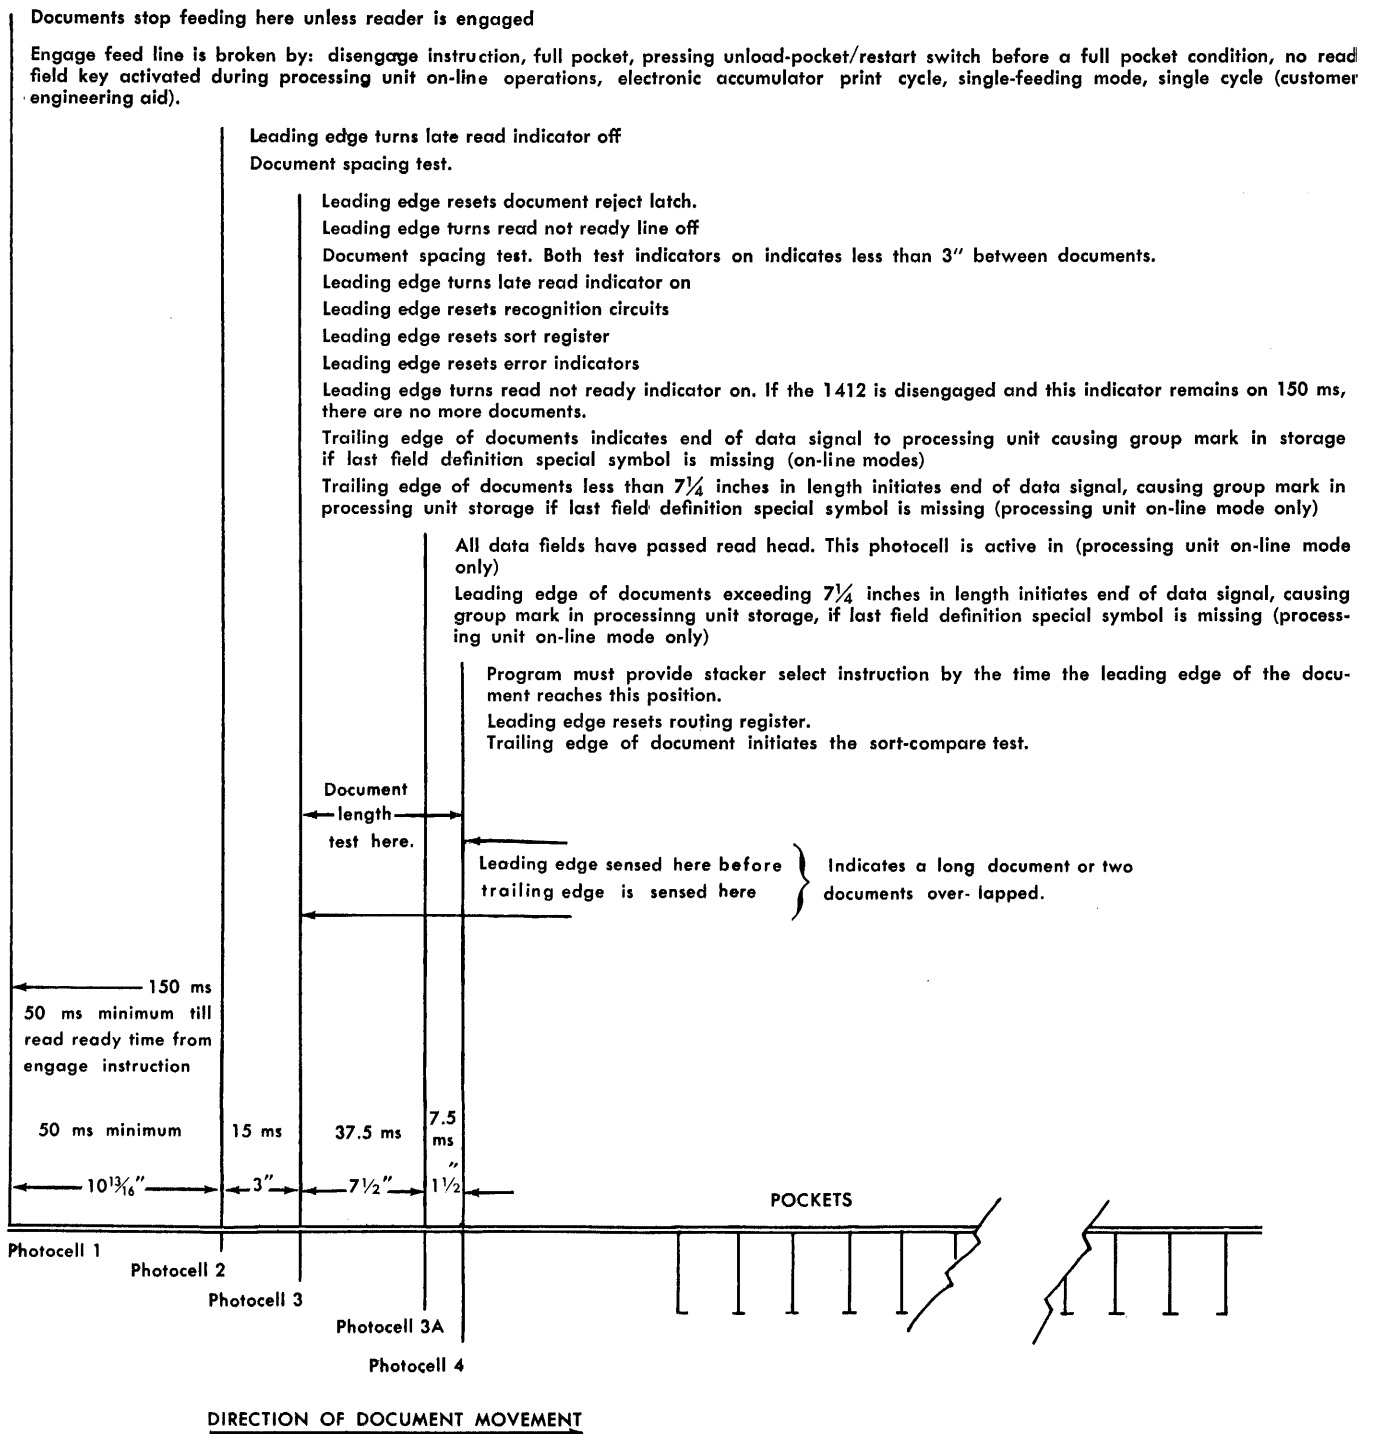 Documents stop feeding here unless reader is engaged
Engage feed line is broken by: disengage instruction, full pocket, pressing unload-pocket/restart switch before a full pocket condition, no read
field key activated during processing unit on-line operations, electronic accumulator print cycle, single-feeding mode, single cycle (customer
engineering aid).
Leading edge turns late read indicator off
Document spacing test.
Leading edge resets document reject latch.
Leading edge turns read not ready line off
Document spacing test. Both test indicators on indicates less than 3" between documents.
Leading edge turns late read indicator on
Leading edge resets recognition circuits
Leading edge resets sort register
Leading edge resets error indicators
Leading edge turns read not ready indicator on. If the 1412 is disengaged and this indicator remains on 150 ms,
there are no more documents.
Trailing edge of documents indicates end of data signal to processing unit causing group mark in storage
if last field definition special symbol is missing (on-line modes)
Trailing edge of documents less than 7¼ inches in length initiates end of data signal, causing group mark in
processing unit storage if last field definition special symbol is missing (processing unit on-line mode only)
All data fields have passed read head. This photocell is active in (processing unit on-line mode
only)
Leading edge of documents exceeding 7¼ inches in length initiates end of data signal, causing
group mark in processinng unit storage, if last field definition special symbol is missing (process-
ing unit on-line mode only)
Program must provide stacker select instruction by the time the leading edge of the docu-
ment reaches this position.
Leading edge resets routing register.
Trailing edge of document initiates the sort-compare test.
Document
length
test here.
Leading edge sensed here before
trailing edge is sensed here
Indicates a long document or two
documents over- lapped.
150 ms
50 ms minimum till
read ready time from
engage instruction
50 ms minimum
15 ms
37.5 ms
7.5
ms
10 13/16"
3"
7½"
1½"
POCKETS
Photocell 1
Photocell 2
Photocell 3
Photocell 3A
Photocell 4
DIRECTION OF DOCUMENT MOVEMENT